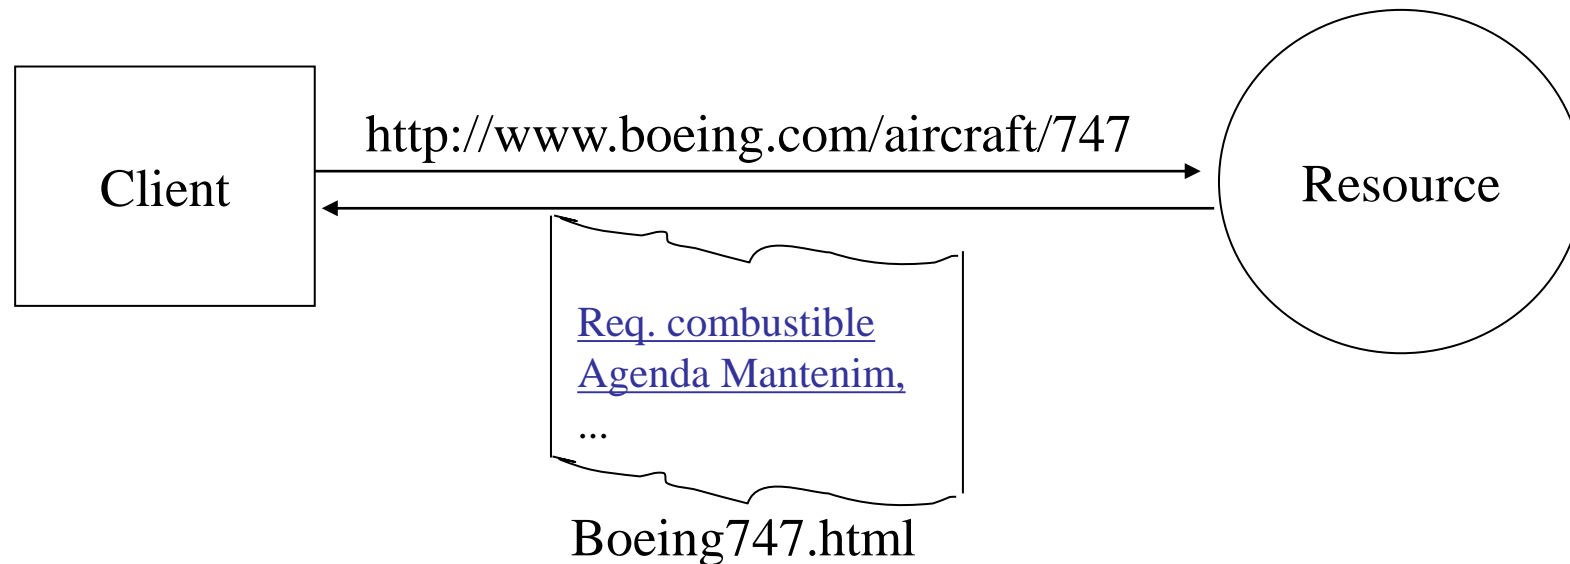 http://www.boeing.com/aircraft/747
Client
Resource
Req. combustible
Agenda Mantenim,
...
Boeing747.html